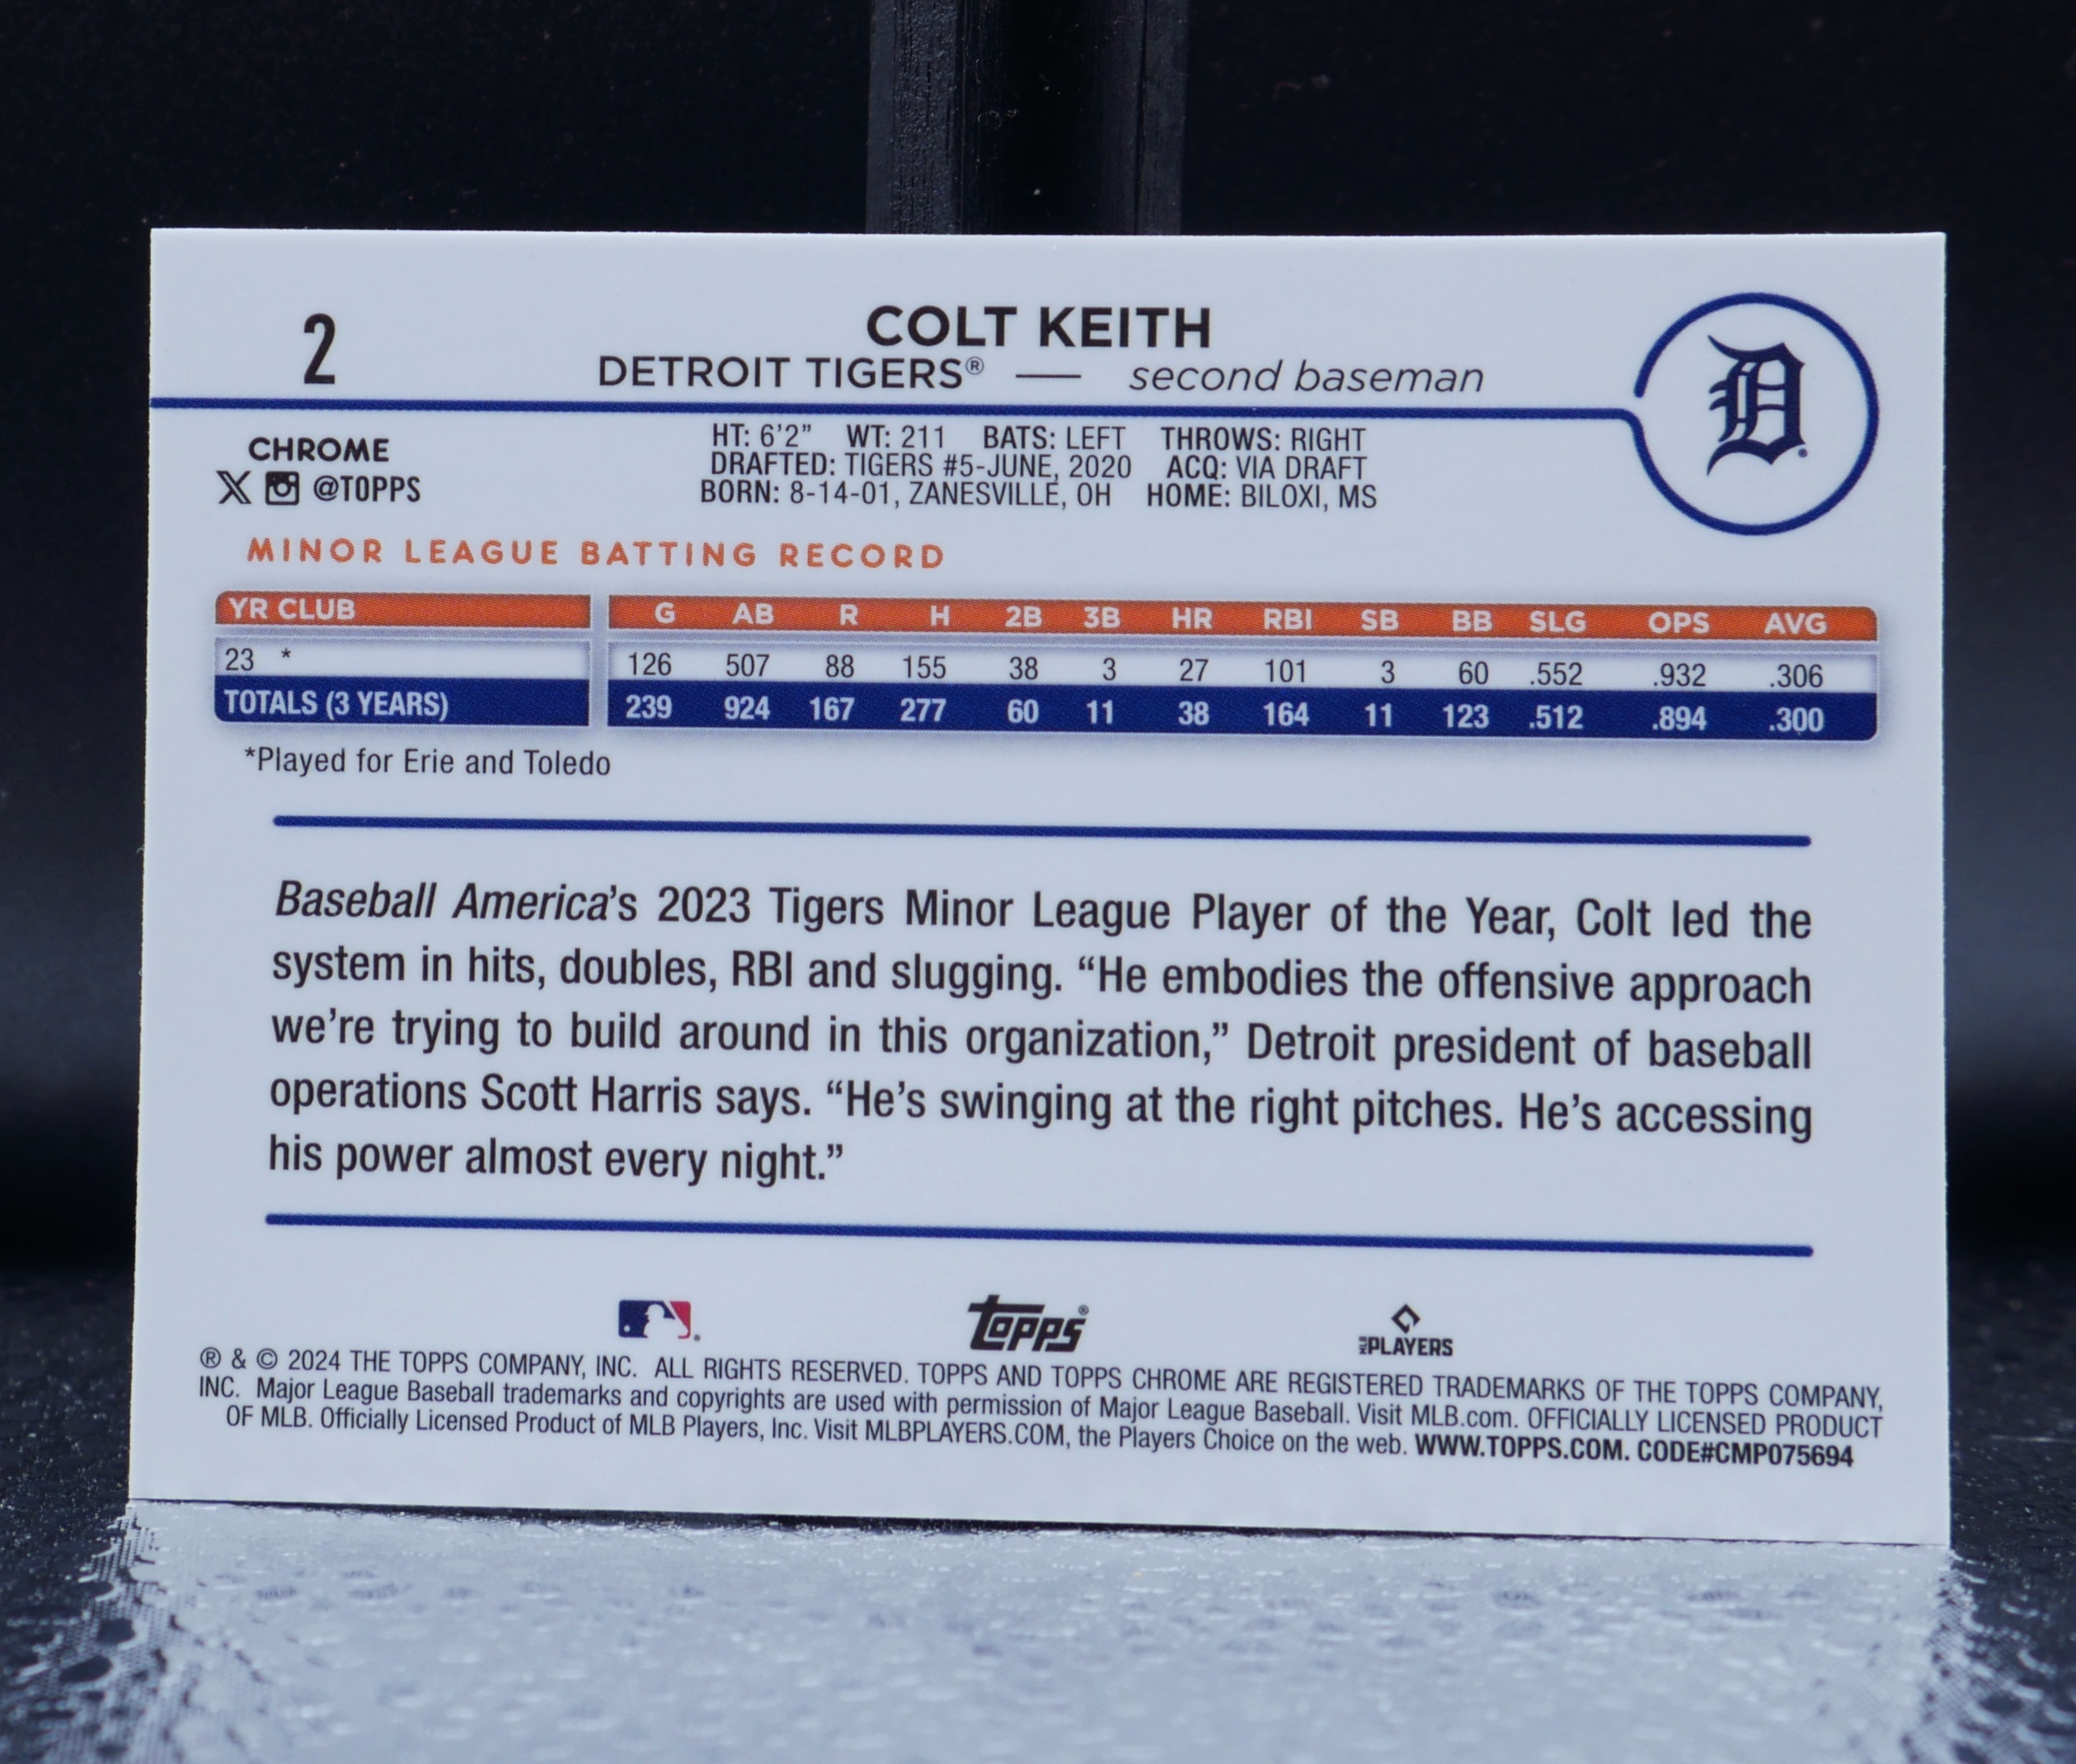 2
COLT KEITH
DETROIT TIGERS® — second baseman
D
CHROME
X @TOPPS
HT: 6'2” WT: 211 BATS: LEFT THROWS: RIGHT
DRAFTED: TIGERS #5-JUNE, 2020 ACQ: VIA DRAFT
BORN: 8-14-01, ZANESVILLE, OH HOME: BILOXI, MS
MINOR LEAGUE BATTING RECORD
YR CLUB G AB R H 2B 3B HR RBI SB BB SLG OPS AVG
23 * 126 507 88 155 38 3 27 101 3 60 .552 .932 .306
TOTALS (3 YEARS) 239 924 167 277 60 11 38 164 11 123 .512 .894 .300
*Played for Erie and Toledo
Baseball America’s 2023 Tigers Minor League Player of the Year, Colt led the
system in hits, doubles, RBI and slugging. “He embodies the offensive approach
we’re trying to build around in this organization,” Detroit president of baseball
operations Scott Harris says. “He’s swinging at the right pitches. He’s accessing
his power almost every night.”
topps®
MLB PLAYERS
® & © 2024 THE TOPPS COMPANY, INC. ALL RIGHTS RESERVED. TOPPS AND TOPPS CHROME ARE REGISTERED TRADEMARKS OF THE TOPPS COMPANY,
INC. Major League Baseball trademarks and copyrights are used with permission of Major League Baseball. Visit MLB.com. OFFICIALLY LICENSED PRODUCT
OF MLB. Officially Licensed Product of MLB Players, Inc. Visit MLBPLAYERS.COM, the Players Choice on the web. WWW.TOPPS.COM. CODE#CMP075694